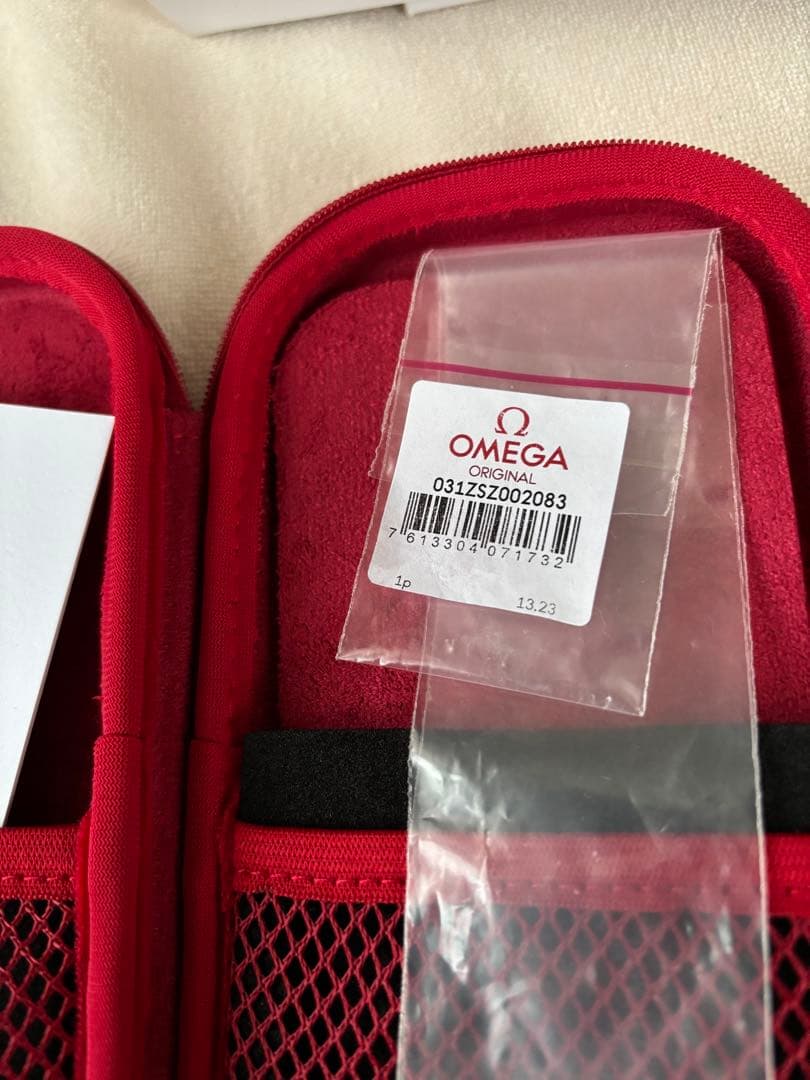 Ω
OMEGA
ORIGINAL
031ZSZ002083
7 613304 071732
1p
13.23